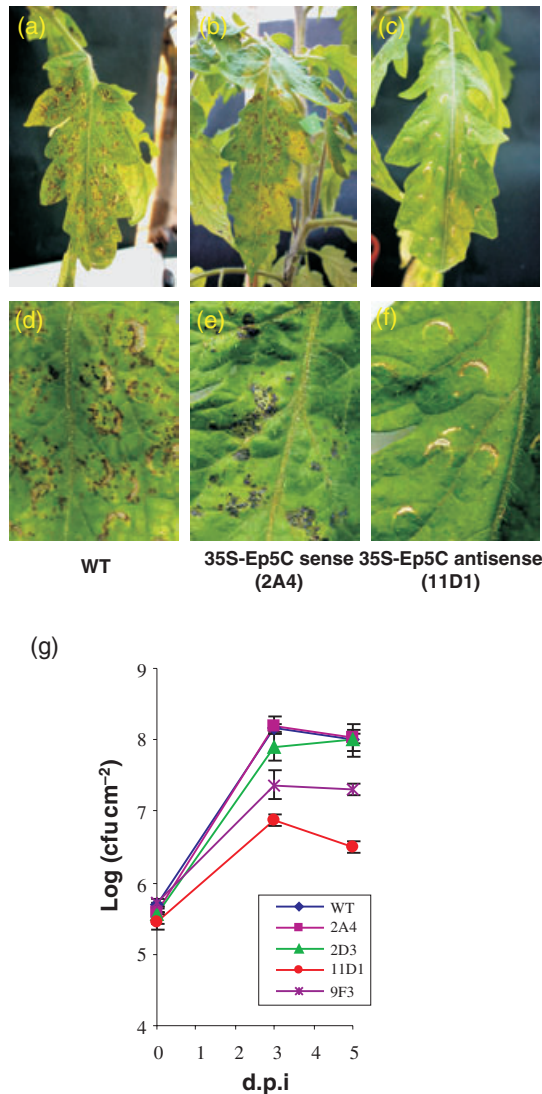 (a) (b) (c)
(d) (e) (f)
WT 35S-Ep5C sense 35S-Ep5C antisense
(2A4) (11D1)
(g)
9
8
7
6
5
4
Log (cfu cm−2)
WT
2A4
2D3
11D1
9F3
0 1 2 3 4 5
d.p.i